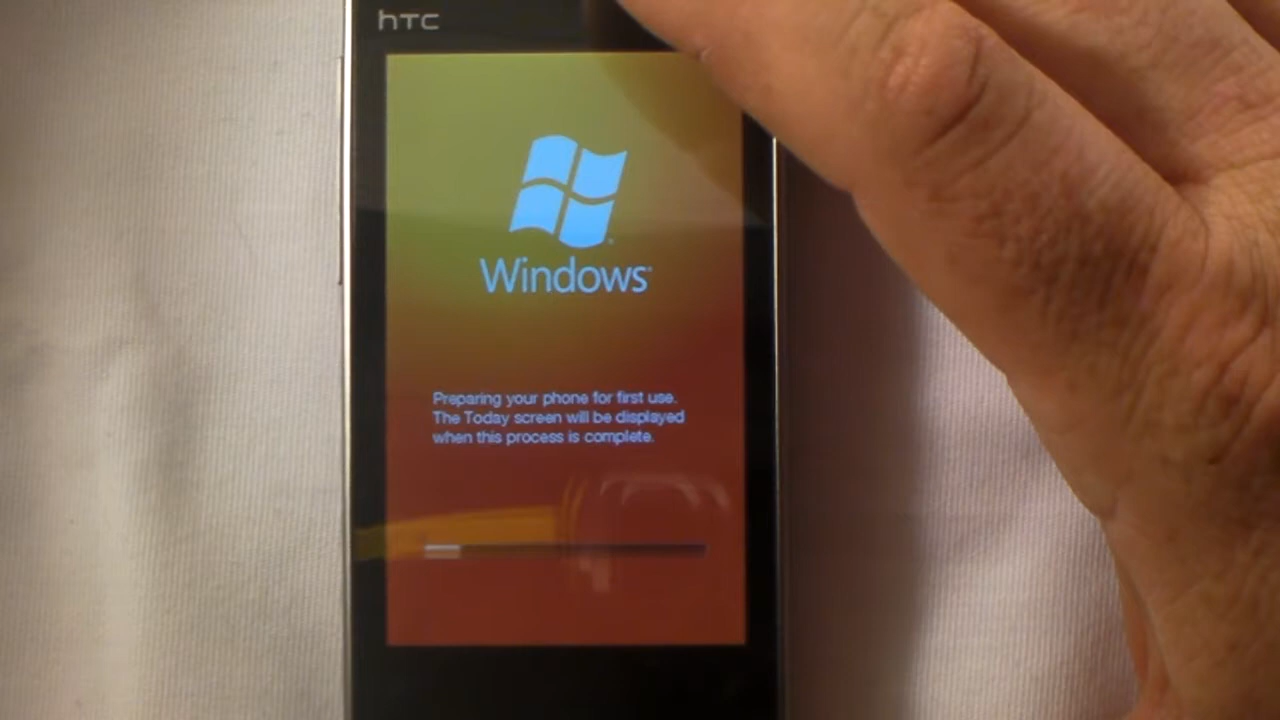 hTC
Windows
Preparing your phone for first use.
The Today screen will be displayed
when this process is complete.